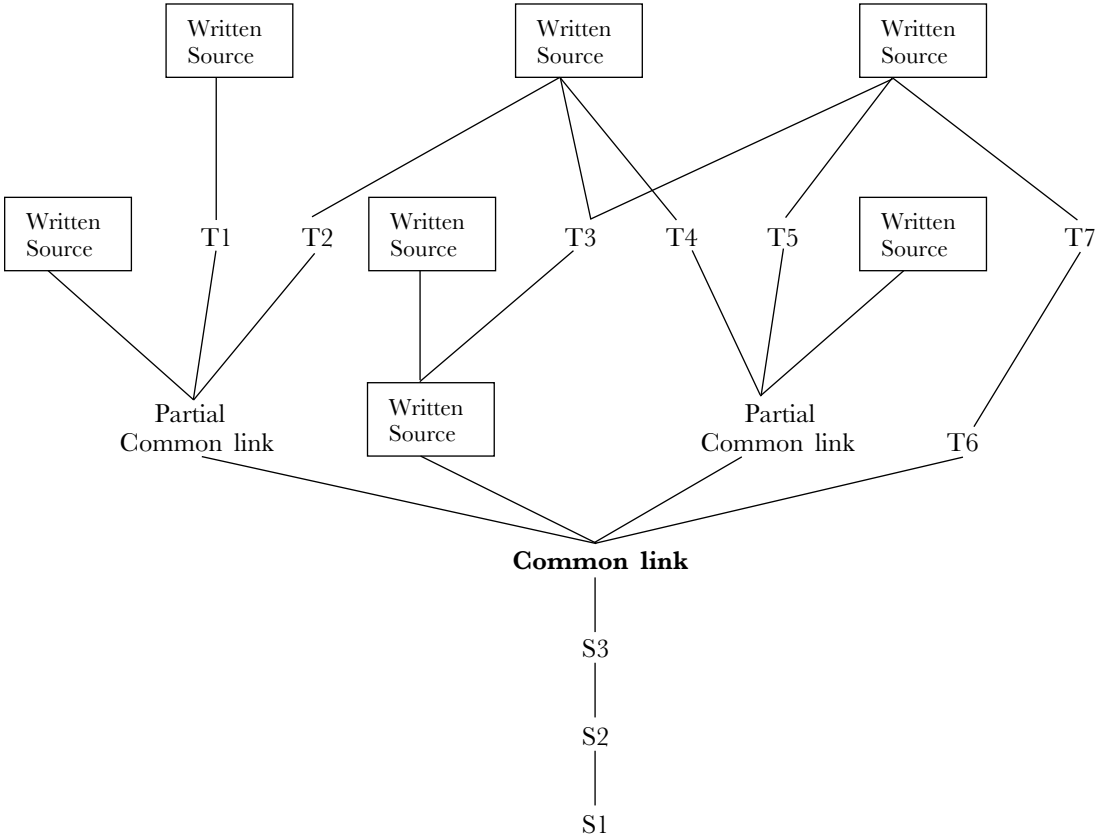 Written
Source
Written
Source
Written
Source
Written
Source
T1
T2
Written
Source
T3
T4
T5
Written
Source
T7
Partial
Common link
Written
Source
Partial
Common link
T6
Common link
S3
S2
S1